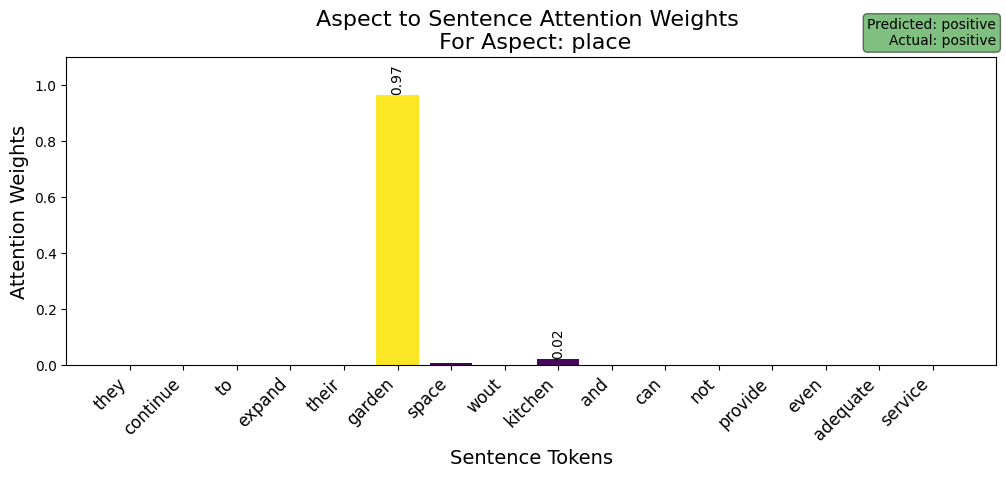 Aspect to Sentence Attention Weights
For Aspect: place
Predicted: positive
Actual: positive
Attention Weights
1.0
0.8
0.6
0.4
0.2
0.0
0.97
0.02
they
continue
to
expand
their
garden
space
wout
kitchen
and
can
not
provide
even
adequate
service
Sentence Tokens